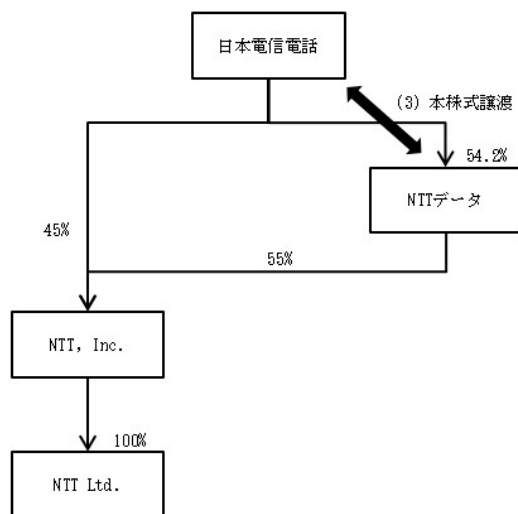 日本電信電話
(3) 本株式譲渡
54.2%
NTTデータ
45%
55%
NTT, Inc.
100%
NTT Ltd.